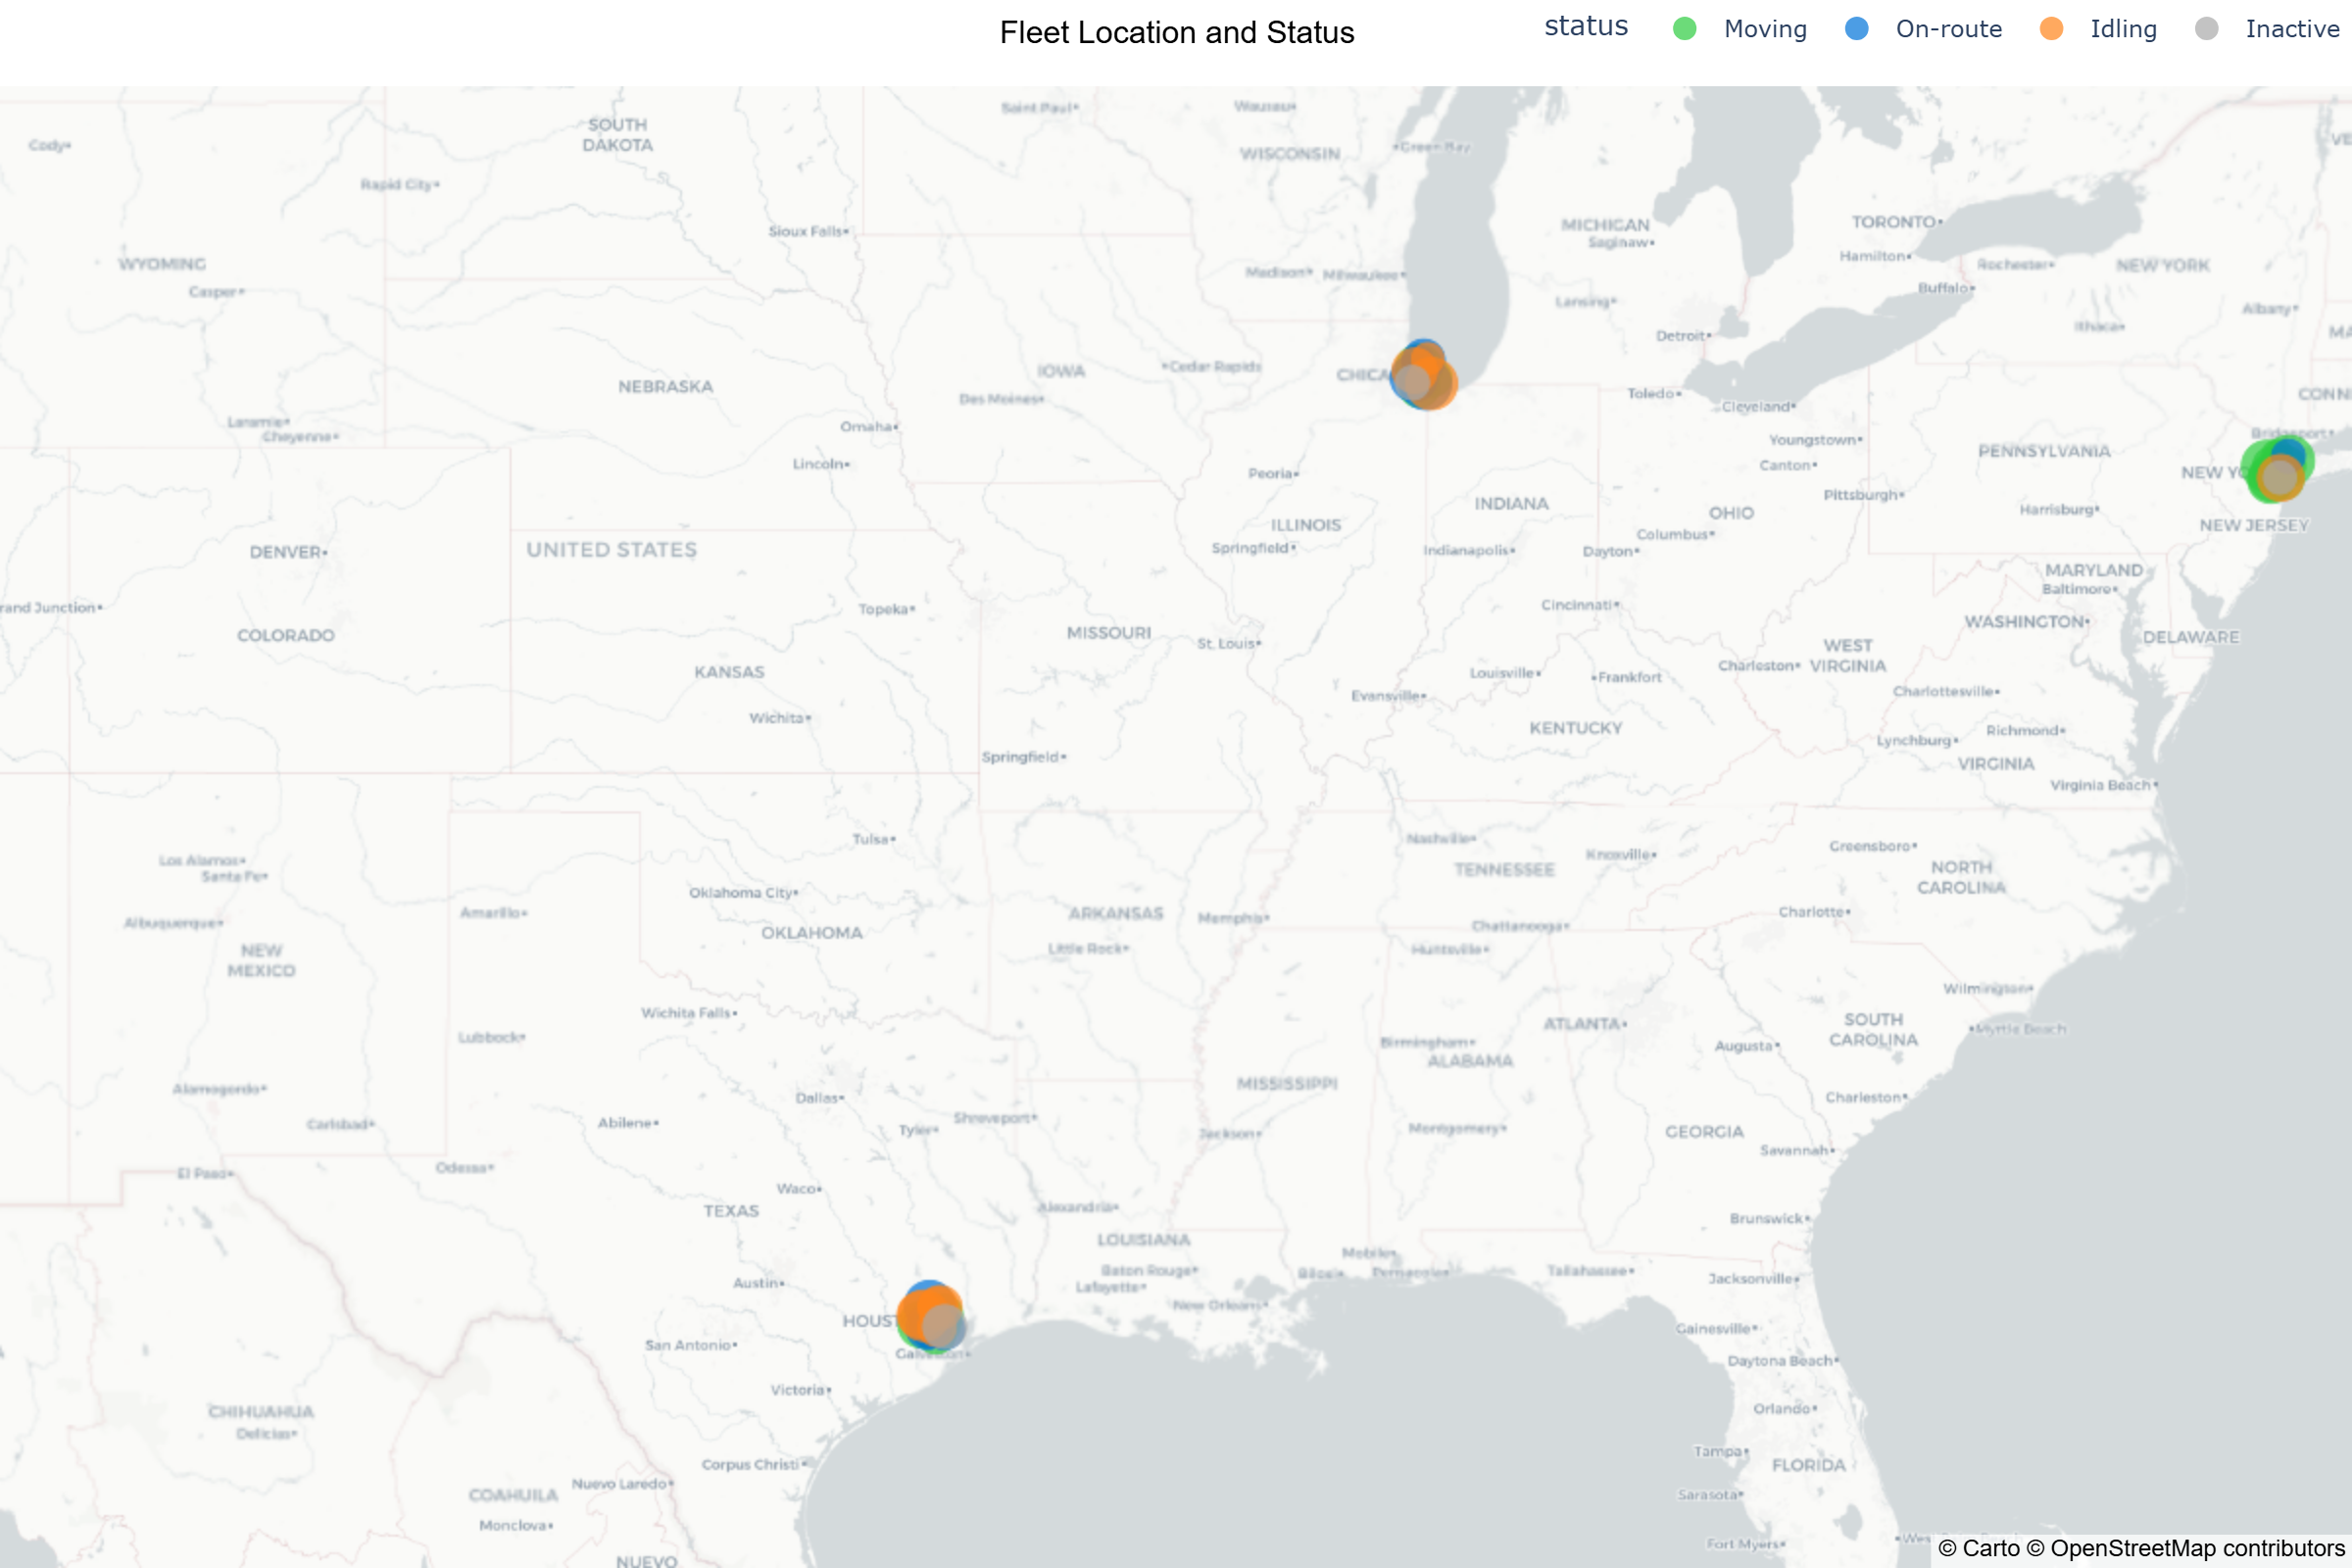 Fleet Location and Status
status
Moving
On-route
Idling
Inactive
Saint Paul
Wausau
SOUTH
DAKOTA
Cody
WISCONSIN
Green Bay
Rapid City
MICHIGAN
TORONTO
Sioux Falls
Saginaw
Hamilton
WYOMING
Rochester
NEW YORK
Madison
Milwaukee
Casper
Buffalo
Lansing
Albany
Ithaca
Detroit
IOWA
Cedar Rapids
CHICA
NEBRASKA
Toledo
CONN
Des Moines
Cleveland
Laramie
Cheyenne
Omaha
Bridgeport
Youngstown
PENNSYLVANIA
Lincoln
Canton
Peoria
NEW YO
Pittsburgh
INDIANA
Harrisburg
OHIO
ILLINOIS
NEW JERSEY
Columbus
UNITED STATES
Springfield
Indianapolis
Dayton
DENVER
MARYLAND
Baltimore
rand Junction
Topeka
Cincinnati
WASHINGTON
COLORADO
MISSOURI
St. Louis
DELAWARE
WEST
VIRGINIA
KANSAS
Louisville
Frankfort
Charleston
Evansville
Charlottesville
Wichita
KENTUCKY
Richmond
Lynchburg
Springfield
VIRGINIA
Virginia Beach
Tulsa
Nashville
Greensboro
Los Alamos
Knoxville
Santa Fe
TENNESSEE
NORTH
CAROLINA
Oklahoma City
Amarillo
ARKANSAS
Memphis
Charlotte
Albuquerque
Chattanooga
OKLAHOMA
NEW
MEXICO
Little Rock
Huntsville
Wilmington
Wichita Falls
SOUTH
CAROLINA
ATLANTA
Myrtle Beach
Lubbock
Birmingham
Augusta
ALABAMA
MISSISSIPPI
Alamogordo
Dallas
Charleston
Carlsbad
Abilene
Shreveport
Tyler
Jackson
Montgomery
GEORGIA
Savannah
El Paso
Odessa
Waco
TEXAS
Alexandria
Brunswick
LOUISIANA
Mobile
Baton Rouge
Biloxi
Pensacola
Tallahassee
Jacksonville
Austin
Lafayette
New Orleans
HOUST
Gainesville
San Antonio
Galveston
Daytona Beach
Victoria
CHIHUAHUA
Orlando
Delicias
Tampa
Corpus Christi
FLORIDA
Nuevo Laredo
COAHUILA
Sarasota
Monclova
Fort Myers
NUEVO
© Carto © OpenStreetMap contributors